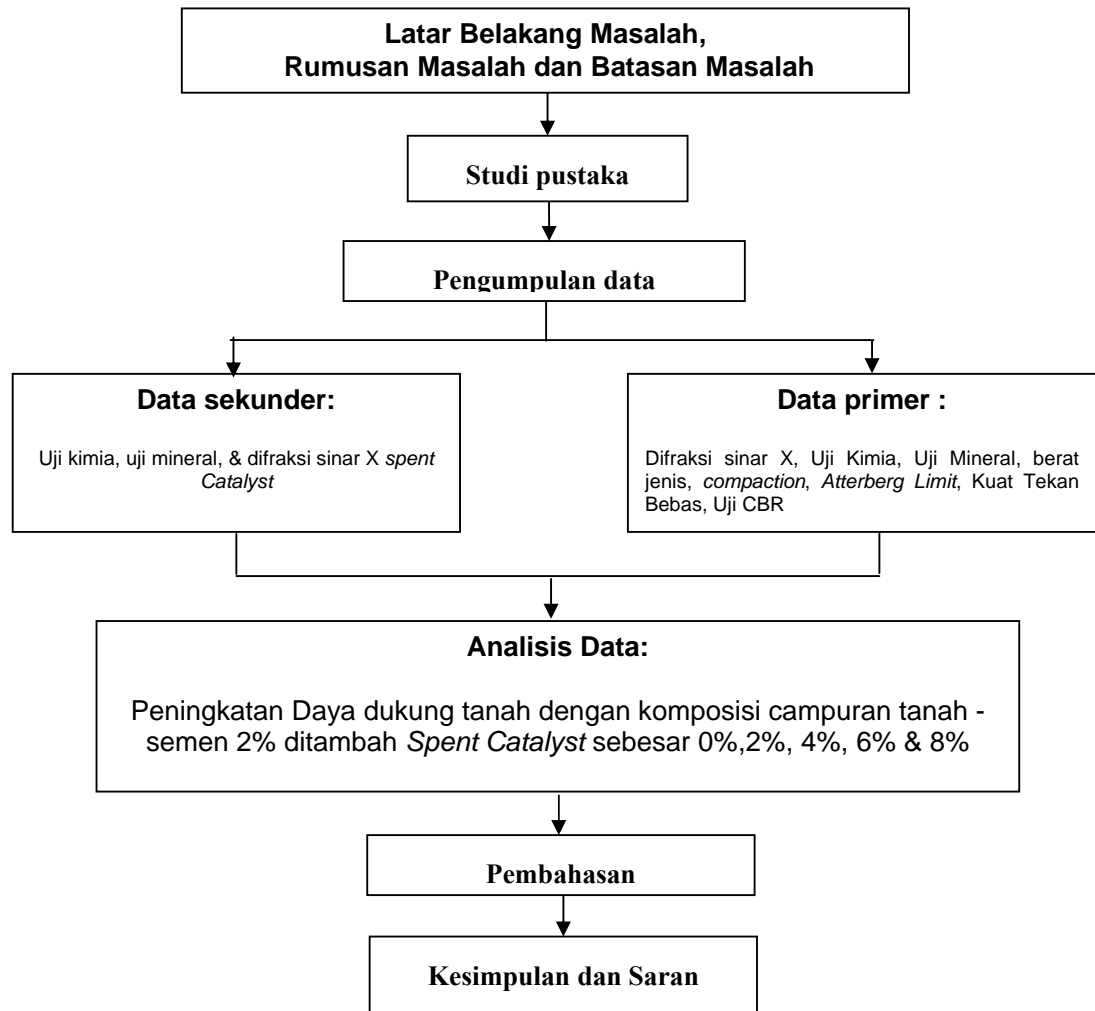 Latar Belakang Masalah,
Rumusan Masalah dan Batasan Masalah
Studi pustaka
Pengumpulan data
Data sekunder:
Uji kimia, uji mineral, & difraksi sinar X spent
Catalyst
Data primer :
Difraksi sinar X, Uji Kimia, Uji Mineral, berat
jenis, compaction, Atterberg Limit, Kuat Tekan
Bebas, Uji CBR
Analisis Data:
Peningkatan Daya dukung tanah dengan komposisi campuran tanah -
semen 2% ditambah Spent Catalyst sebesar 0%,2%, 4%, 6% & 8%
Pembahasan
Kesimpulan dan Saran